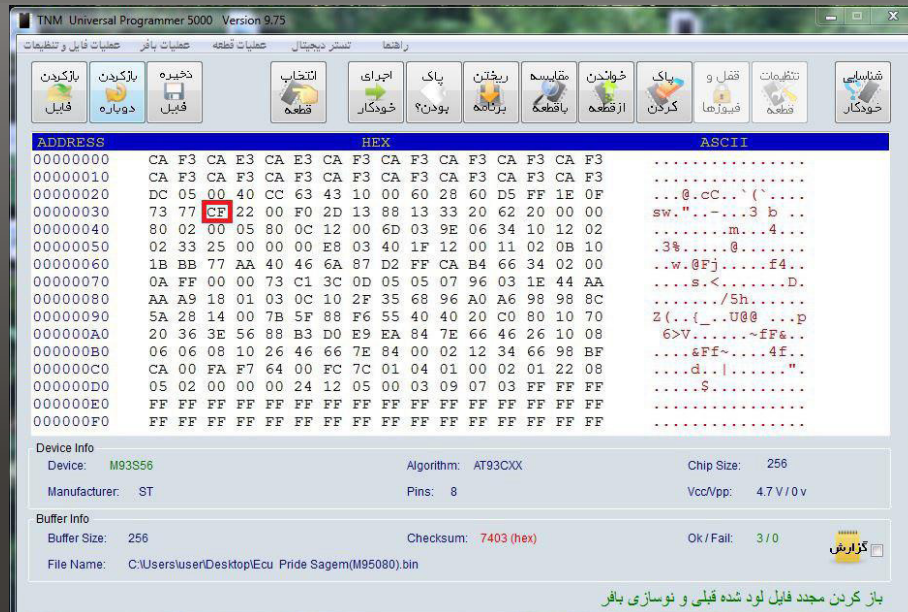 TNM Universal Programmer 5000 Version 9.75
عملیات فایل و تنظیمات عملیات بافر عملیات قطعه تستر دیجیتال راهنما
بازکردن فایل
بازکردن دوباره
ذخیره فایل
انتخاب قطعه
اجرای خودکار
پاک بودن؟
ریختن برنامه
مقایسه باقطعه
خواندن ازقطعه
پاک کردن
قفل و فیوزها
تنظیمات قطعه
شناسایی خودکار
ADDRESS HEX ASCII
00000000 CA F3 CA E3 CA E3 CA F3 CA F3 CA F3 CA F3 CA F3 ................
00000010 CA F3 CA F3 CA F3 CA F3 CA F3 CA F3 CA F3 CA F3 ................
00000020 DC 05 00 40 CC 63 43 10 00 60 28 60 D5 FF 1E 0F ...@.cC..`(`....
00000030 73 77 CF 22 00 F0 2D 13 88 13 33 20 62 20 00 00 sw."..-...3 b ..
00000040 80 02 00 05 80 0C 12 00 6D 03 9E 06 34 10 12 02 ........m...4...
00000050 02 33 25 00 00 00 E8 03 40 1F 12 00 11 02 0B 10 .3%.....@.......
00000060 1B BB 77 AA 40 46 6A 87 D2 FF CA B4 66 34 02 00 ..w.@Fj.....f4..
00000070 0A FF 00 00 73 C1 3C 0D 05 05 07 96 03 1E 44 AA ....s.<.......D.
00000080 AA A9 18 01 03 0C 10 2F 35 68 96 A0 A6 98 98 8C ......./5h......
00000090 5A 28 14 00 7B 5F 88 F6 55 40 40 20 C0 80 10 70 Z(..{_..U@@ ...p
000000A0 20 36 3E 56 88 B3 D0 E9 EA 84 7E 66 46 26 10 08 6>V......~fF&..
000000B0 06 06 08 10 26 46 66 7E 84 00 02 12 34 66 98 BF ....&Ff~....4f..
000000C0 CA 00 FA F7 64 00 FC 7C 01 04 01 00 02 01 22 08 ....d..|......".
000000D0 05 02 00 00 00 24 12 05 00 03 09 07 03 FF FF FF .....$..........
000000E0 FF FF FF FF FF FF FF FF FF FF FF FF FF FF FF FF ................
000000F0 FF FF FF FF FF FF FF FF FF FF FF FF FF FF FF FF ................
Device Info
Device: M93S56 Algorithm: AT93CXX Chip Size: 256
Manufacturer: ST Pins: 8 Vcc/Vpp: 4.7 V / 0 v
Buffer Info
Buffer Size: 256 Checksum: 7403 (hex) Ok / Fail: 3 / 0
گزارش
File Name: C:\Users\user\Desktop\Ecu Pride Sagem(M95080).bin
باز کردن مجدد فایل لود شده قبلی و نوسازی بافر